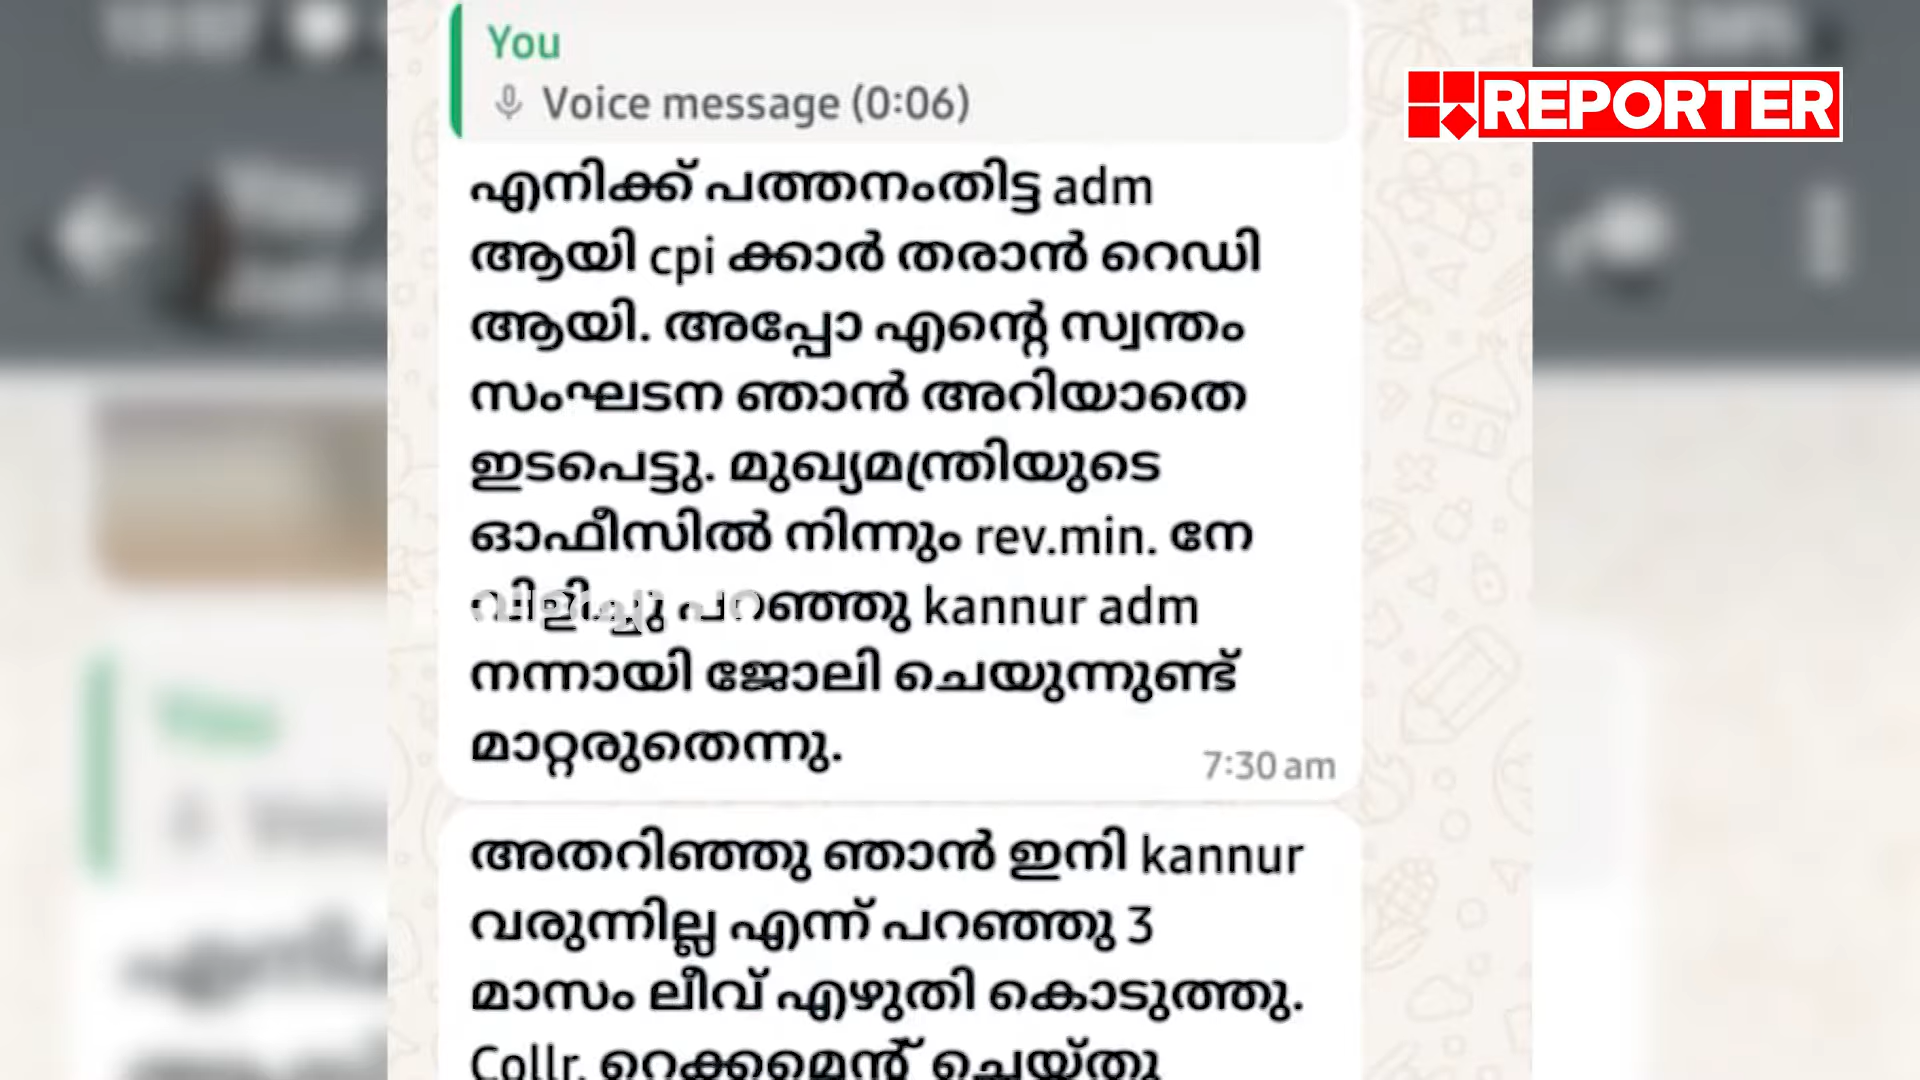 You
Voice message (0:06)
REPORTER
എനിക്ക് പത്തനംതിട്ട adm
ആയി cpi ക്കാർ തരാൻ റെഡി
ആയി. അപ്പോ എന്റെ സ്വന്തം
സംഘടന ഞാൻ അറിയാതെ
ഇടപെട്ടു. മുഖ്യമന്ത്രിയുടെ
ഓഫീസിൽ നിന്നും rev.min. നേ
വിളിച്ചു പറഞ്ഞു kannur adm
നന്നായി ജോലി ചെയുന്നുണ്ട്
മാറ്റരുതെന്നു.
7:30 am
അതറിഞ്ഞു ഞാൻ ഇനി kannur
വരുന്നില്ല എന്ന് പറഞ്ഞു 3
മാസം ലീവ് എഴുതി കൊടുത്തു.
Collr. റെക്കമെന്റ് ചെയ്തു